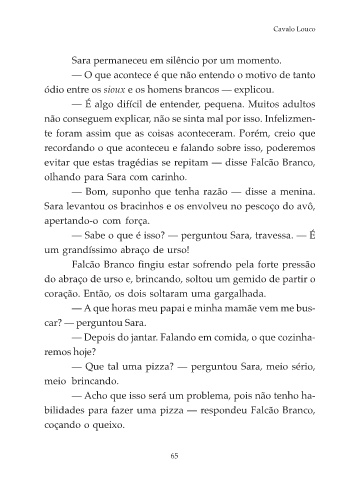 Cavalo Louco
Sara permaneceu em silêncio por um momento.
— O que acontece é que não entendo o motivo de tanto
ódio entre os sioux e os homens brancos — explicou.
— É algo difícil de entender, pequena. Muitos adultos
não conseguem explicar, não se sinta mal por isso. Infelizmen-
te foram assim que as coisas aconteceram. Porém, creio que
recordando o que aconteceu e falando sobre isso, poderemos
evitar que estas tragédias se repitam — disse Falcão Branco,
olhando para Sara com carinho.
— Bom, suponho que tenha razão — disse a menina.
Sara levantou os bracinhos e os envolveu no pescoço do avô,
apertando-o com força.
— Sabe o que é isso? — perguntou Sara, travessa. — É
um grandíssimo abraço de urso!
Falcão Branco fingiu estar sofrendo pela forte pressão
do abraço de urso e, brincando, soltou um gemido de partir o
coração. Então, os dois soltaram uma gargalhada.
— A que horas meu papai e minha mamãe vem me bus-
car? — perguntou Sara.
— Depois do jantar. Falando em comida, o que cozinha-
remos hoje?
— Que tal uma pizza? — perguntou Sara, meio sério,
meio brincando.
— Acho que isso será um problema, pois não tenho ha-
bilidades para fazer uma pizza — respondeu Falcão Branco,
coçando o queixo.
65